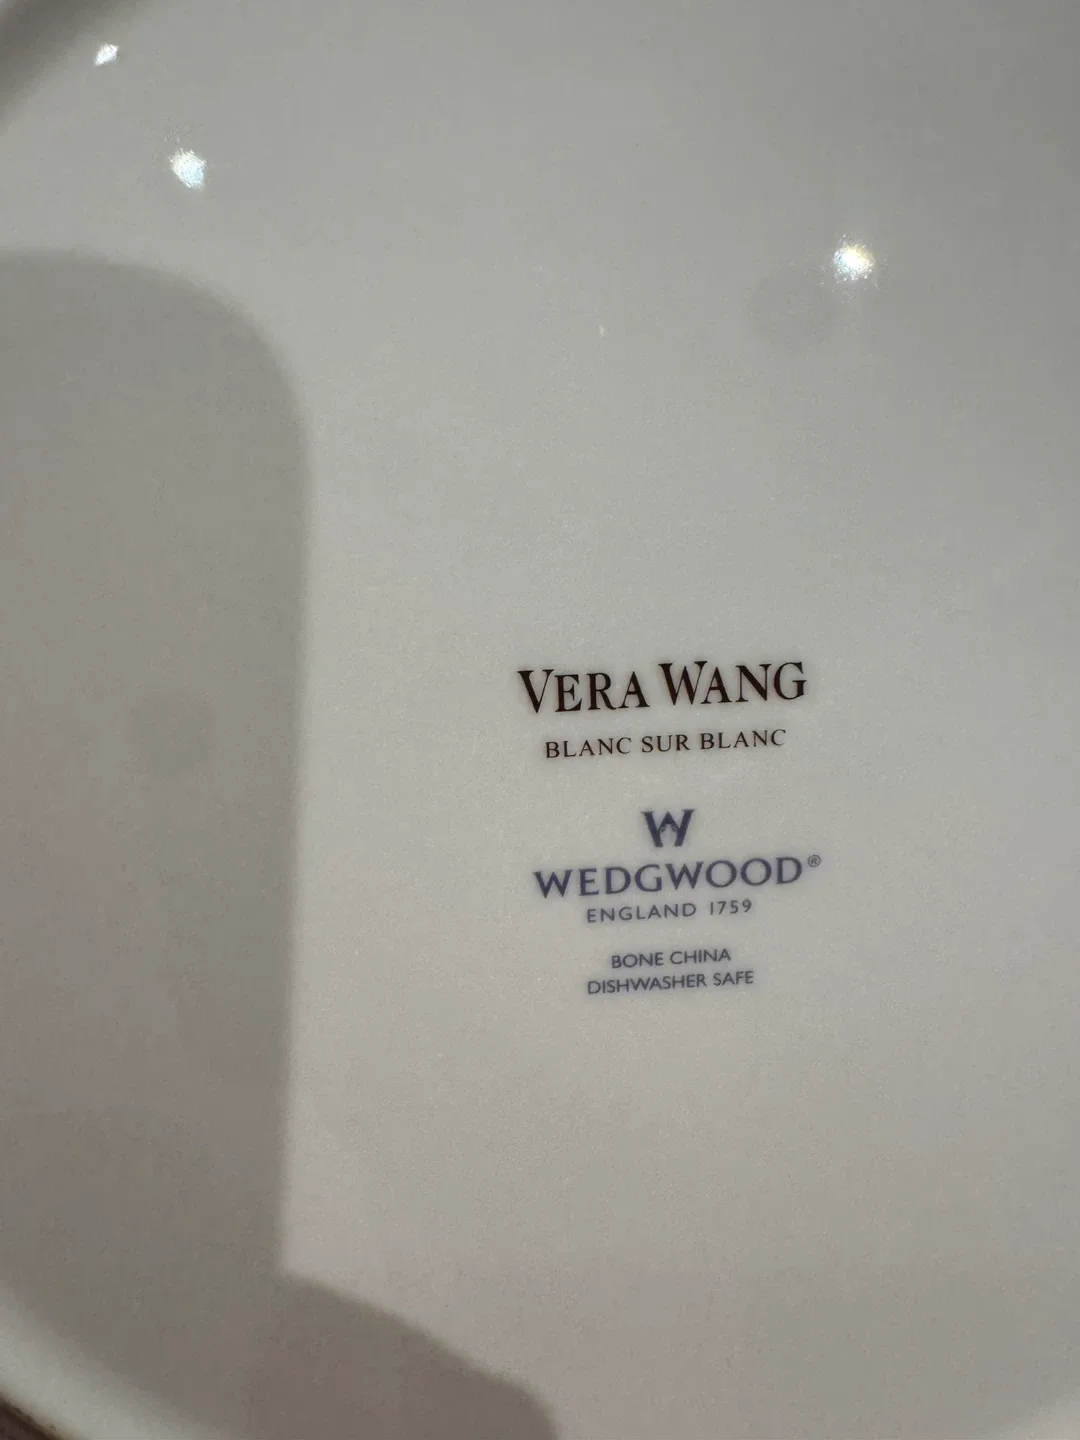 VERA WANG
BLANC SUR BLANC
W
WEDGWOOD®
ENGLAND 1759
BONE CHINA
DISHWASHER SAFE